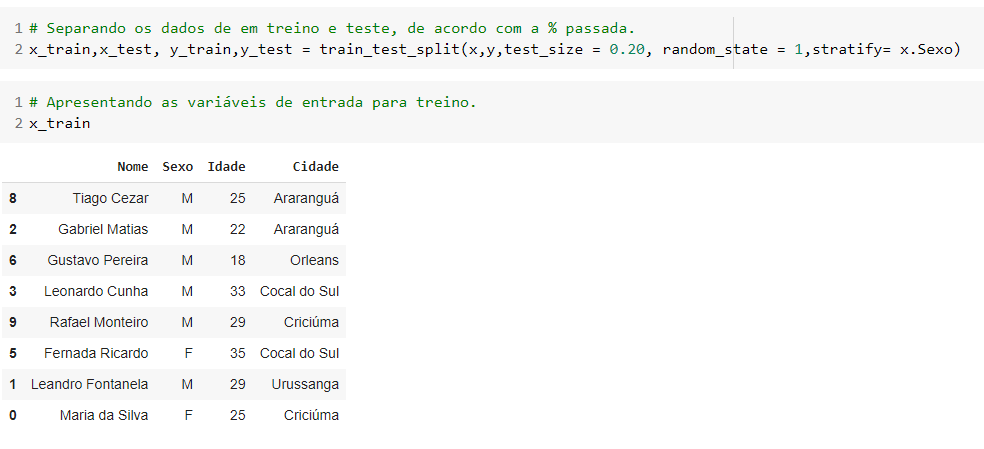 1 # Separando os dados de em treino e teste, de acordo com a % passada.
2 x_train,x_test, y_train,y_test = train_test_split(x,y,test_size = 0.20, random_state = 1,stratify= x.Sexo)
1 # Apresentando as variáveis de entrada para treino.
2 x_train
Nome Sexo Idade Cidade
8 Tiago Cezar M 25 Araranguá
2 Gabriel Matias M 22 Araranguá
6 Gustavo Pereira M 18 Orleans
3 Leonardo Cunha M 33 Cocal do Sul
9 Rafael Monteiro M 29 Criciúma
5 Fernada Ricardo F 35 Cocal do Sul
1 Leandro Fontanela M 29 Urussanga
0 Maria da Silva F 25 Criciúma